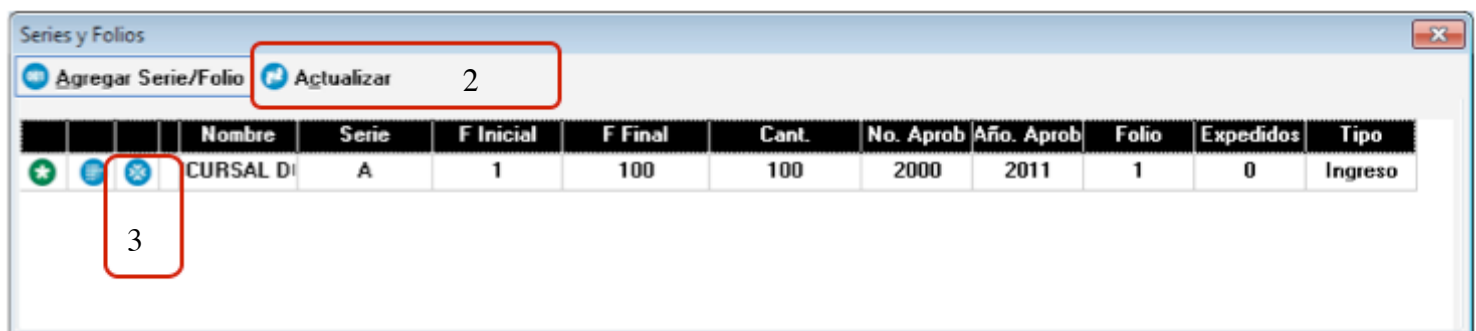 Series y Folios
Agregar Serie/Folio Actualizar 2
Nombre Serie F Inicial F Final Cant. No. Aprob Año. Aprob Folio Expedidos Tipo
CURSAL A 1 100 100 2000 2011 1 0 Ingreso
3